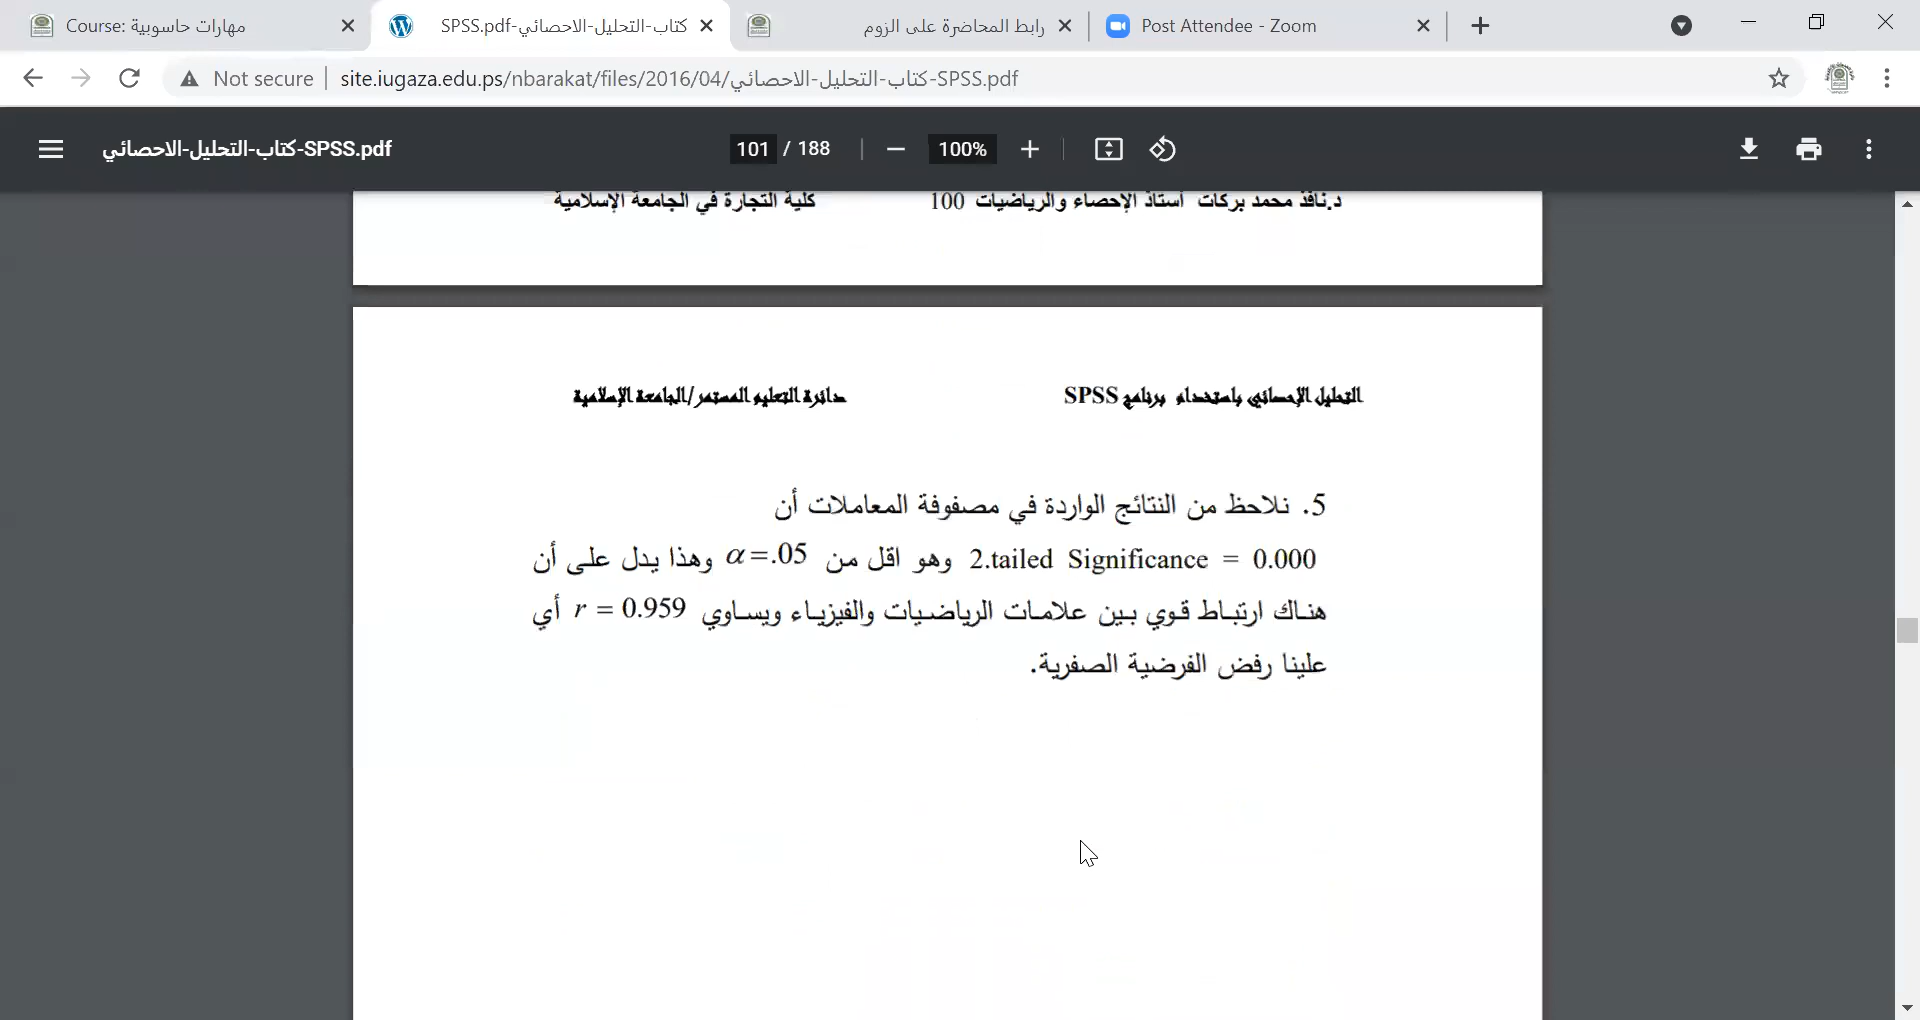 Course: مهارات حاسوبية
كتاب-التحليل-الاحصائي-SPSS.pdf
رابط المحاضرة على الزوم
Post Attendee - Zoom
Not secure
site.iugaza.edu.ps/nbarakat/files/2016/04/كتاب-التحليل-الاحصائي-SPSS.pdf
كتاب-التحليل-الاحصائي-SPSS.pdf
101 / 188
100%
د.نافذ محمد بركات أستاذ الإحصاء والرياضيات 100 كلية التجارة في الجامعة الإسلامية
التحليل الإحصائي باستخدام برنامج SPSS دائرة التعليم المستمر/الجامعة الإسلامية
5. نلاحظ من النتائج الواردة في مصفوفة المعاملات أن
2.tailed Significance = 0.000 وهو اقل من α=.05 وهذا يدل على أن
هناك ارتباط قوي بين علامات الرياضيات والفيزياء ويساوي r = 0.959 أي
علينا رفض الفرضية الصفرية.